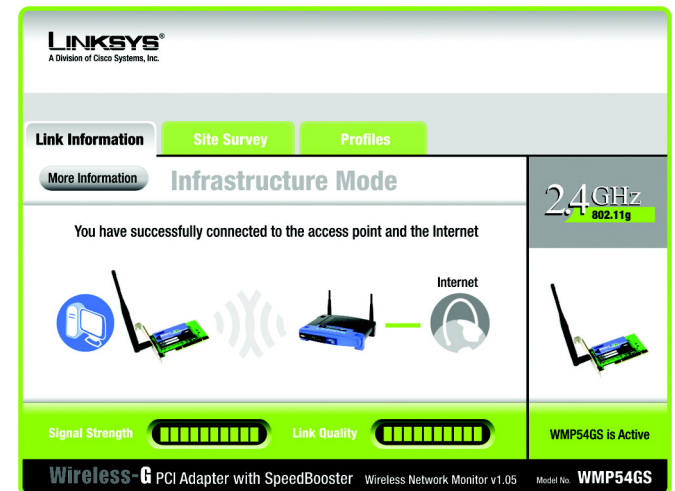 LINKSYS®
A Division of Cisco Systems, Inc.
Link Information
Site Survey
Profiles
More Information
Infrastructure Mode
2.4 GHz
802.11g
You have successfully connected to the access point and the Internet
Internet
Signal Strength
Link Quality
WMP54GS is Active
Wireless-G PCI Adapter with SpeedBooster Wireless Network Monitor v1.05 Model No. WMP54GS